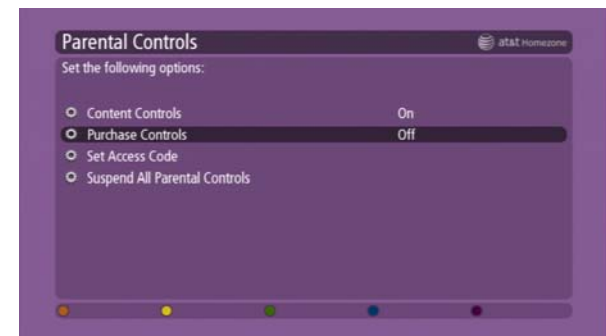 Parental Controls at&t Homezone
Set the following options:
Content Controls On
Purchase Controls Off
Set Access Code
Suspend All Parental Controls